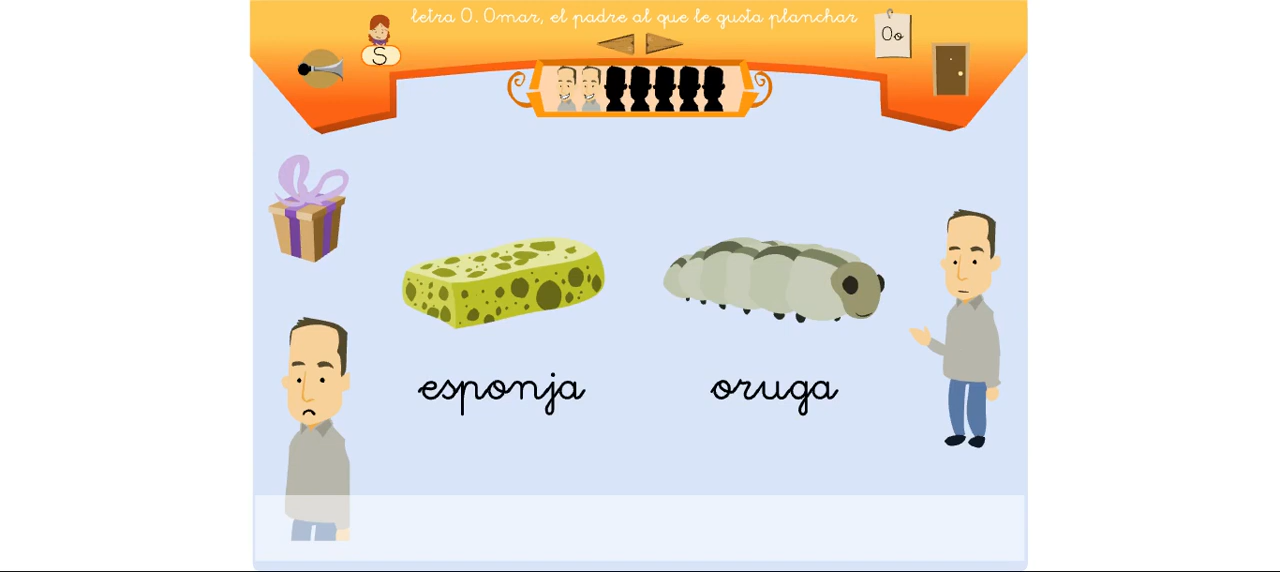 letra O. Omar, el padre al que le gusta planchar
S
Oo
esponja
oruga